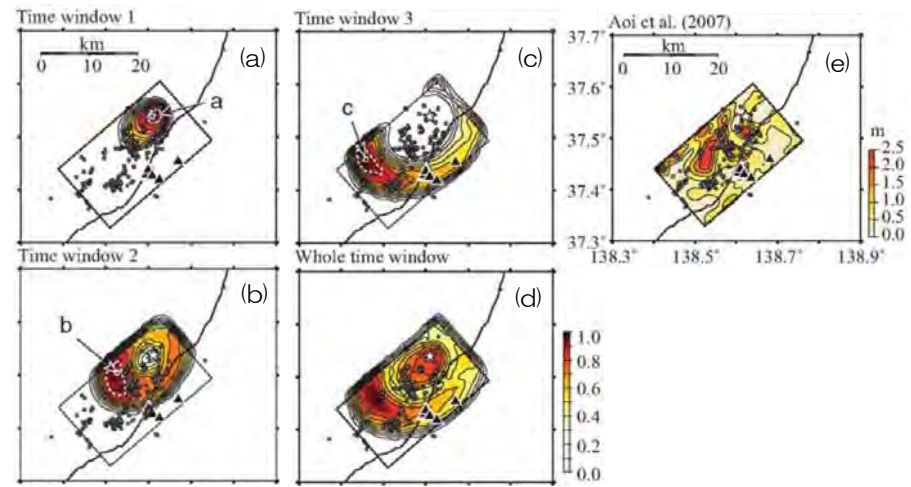 Time window 1
km
0 10 20
(a)
a
Time window 3
(c)
c
Aoi et al. (2007)
km
0 10 20
(e)
37.7°
37.6°
37.5°
37.4°
37.3°
138.3° 138.5° 138.7° 138.9°
m
2.5
2.0
1.5
1.0
0.5
0.0
Time window 2
(b)
b
Whole time window
(d)
1.0
0.8
0.6
0.4
0.2
0.0